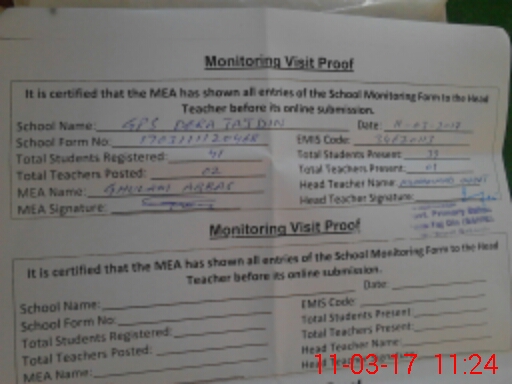 Monitoring Visit Proof
It is certified that the MEA has shown all entries of the School Monitoring Form to the Head
Teacher before its online submission.
School Name: GPS DERA TAJDIN Date:
School Form No: EMIS Code:
Total Students Registered: 41 Total Students Present: 33
Total Teachers Posted: 02 Total Teachers Present: 01
MEA Name: GHULAM ABBAS Head Teacher Name:
MEA Signature: Head Teacher Signature:
Monitoring Visit Proof
It is certified that the MEA has shown all entries of the School Monitoring Form to the Head
Teacher before its online submission.
School Name: Date:
School Form No: EMIS Code:
Total Students Registered: Total Students Present:
Total Teachers Posted: Total Teachers Present:
MEA Name: Head Teacher Name:
Head Teacher
11-03-17 11:24